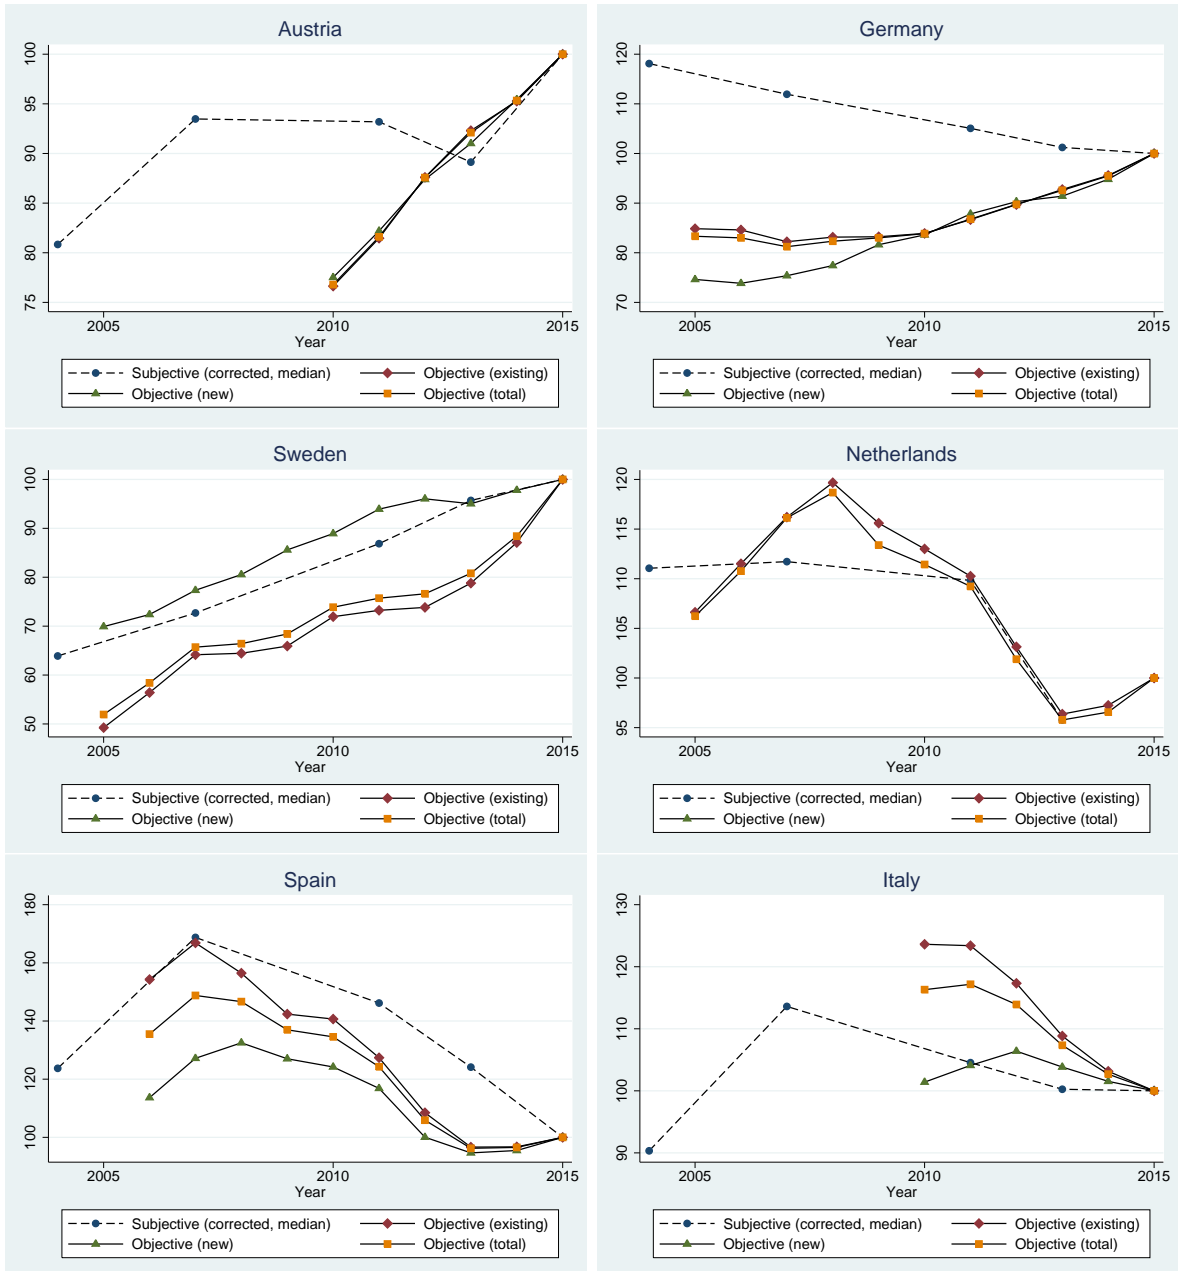 Austria
100
95
90
85
80
75
2005 2010 2015
Year
Subjective (corrected, median) Objective (existing)
Objective (new) Objective (total)
Germany
120
110
100
90
80
70
2005 2010 2015
Year
Subjective (corrected, median) Objective (existing)
Objective (new) Objective (total)
Sweden
100
90
80
70
60
50
2005 2010 2015
Year
Subjective (corrected, median) Objective (existing)
Objective (new) Objective (total)
Netherlands
120
115
110
105
100
95
2005 2010 2015
Year
Subjective (corrected, median) Objective (existing)
Objective (new) Objective (total)
Spain
180
160
140
120
100
2005 2010 2015
Year
Subjective (corrected, median) Objective (existing)
Objective (new) Objective (total)
Italy
130
120
110
100
90
2005 2010 2015
Year
Subjective (corrected, median) Objective (existing)
Objective (new) Objective (total)